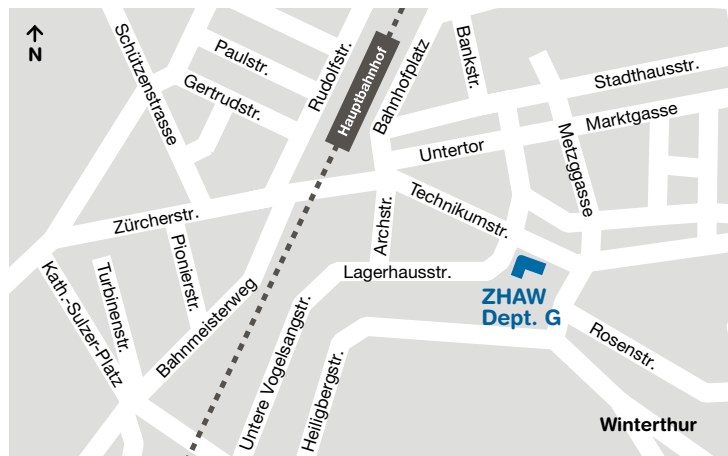 N
Schützenstrasse
Paulstr.
Gertrudstr.
Rudolfstr.
Hauptbahnhof
Bahnhofplatz
Bankstr.
Stadthausstr.
Marktgasse
Metzggasse
Untertor
Technikumstr.
Zürcherstr.
Pionierstr.
Archstr.
Lagerhausstr.
Kath.-Sulzer-Platz
Turbinenstr.
Bahnmeisterweg
Untere Vogelsangstr.
Heiligbergstr.
ZHAW
Dept. G
Rosenstr.
Winterthur